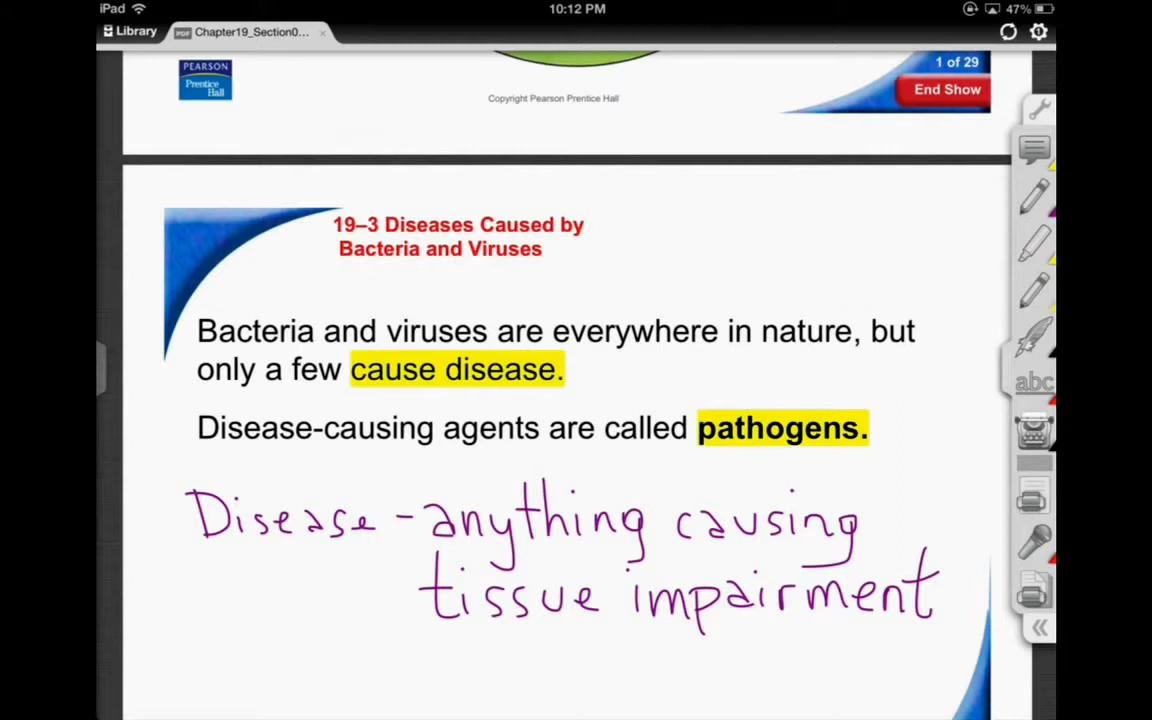 iPad
10:12 PM
47%
Library
PDF Chapter19_Section0... x
PEARSON
Prentice
Hall
Copyright Pearson Prentice Hall
1 of 29
End Show
19–3 Diseases Caused by
Bacteria and Viruses
Bacteria and viruses are everywhere in nature, but
only a few cause disease.
Disease-causing agents are called pathogens.
Disease - anything causing
tissue impairment
abc